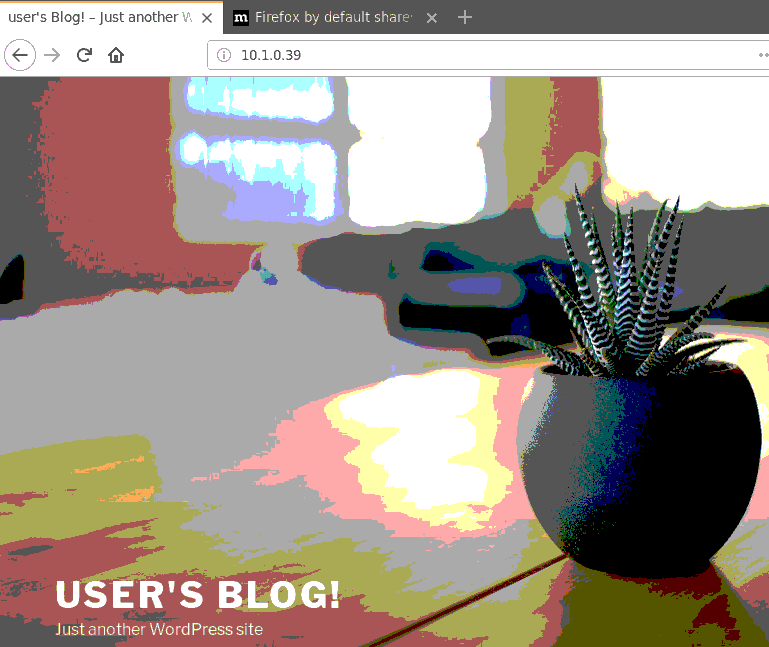 user's Blog! – Just another W
Firefox by default share
10.1.0.39
USER'S BLOG!
Just another WordPress site